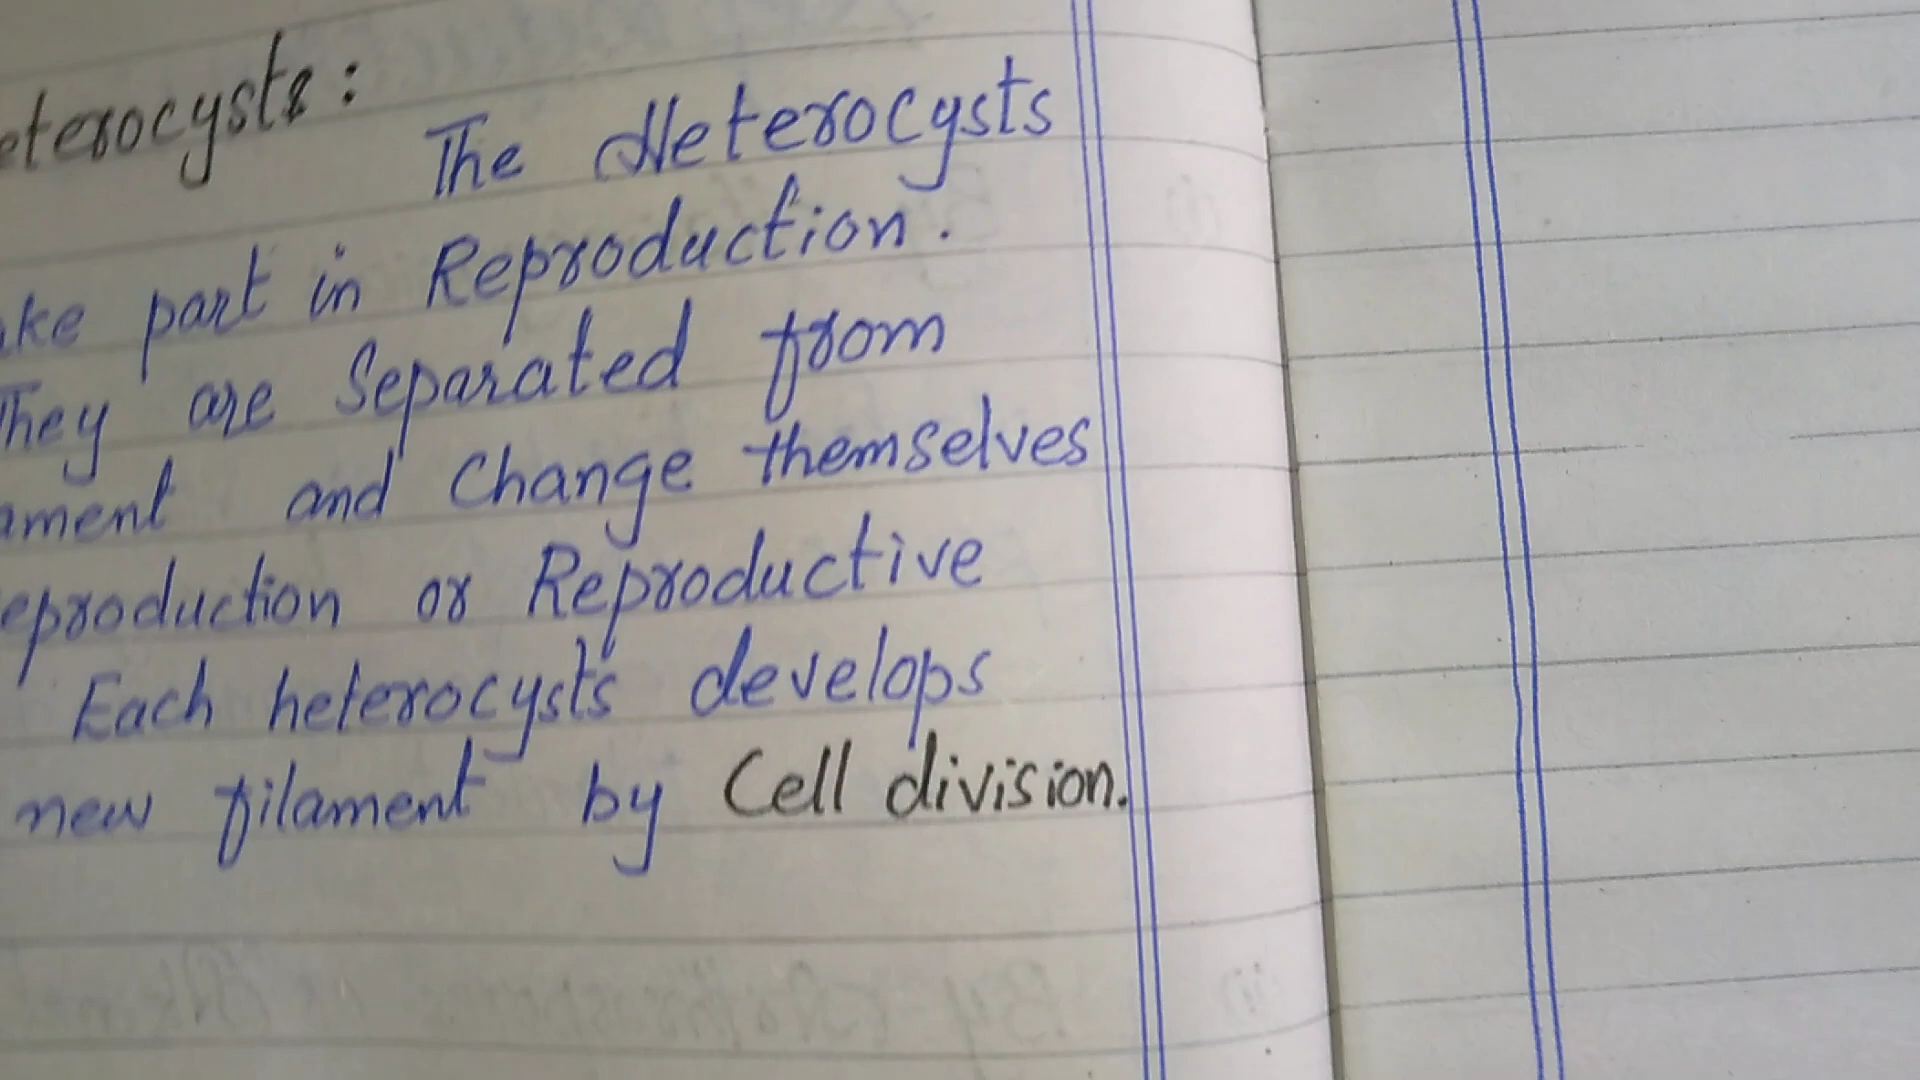 eterocysts:
The Heterocysts
ake part in Reproduction.
They are Separated from
ament and Change themselves
eproduction or Reproductive
Each heterocysts develops
new filament by Cell division.